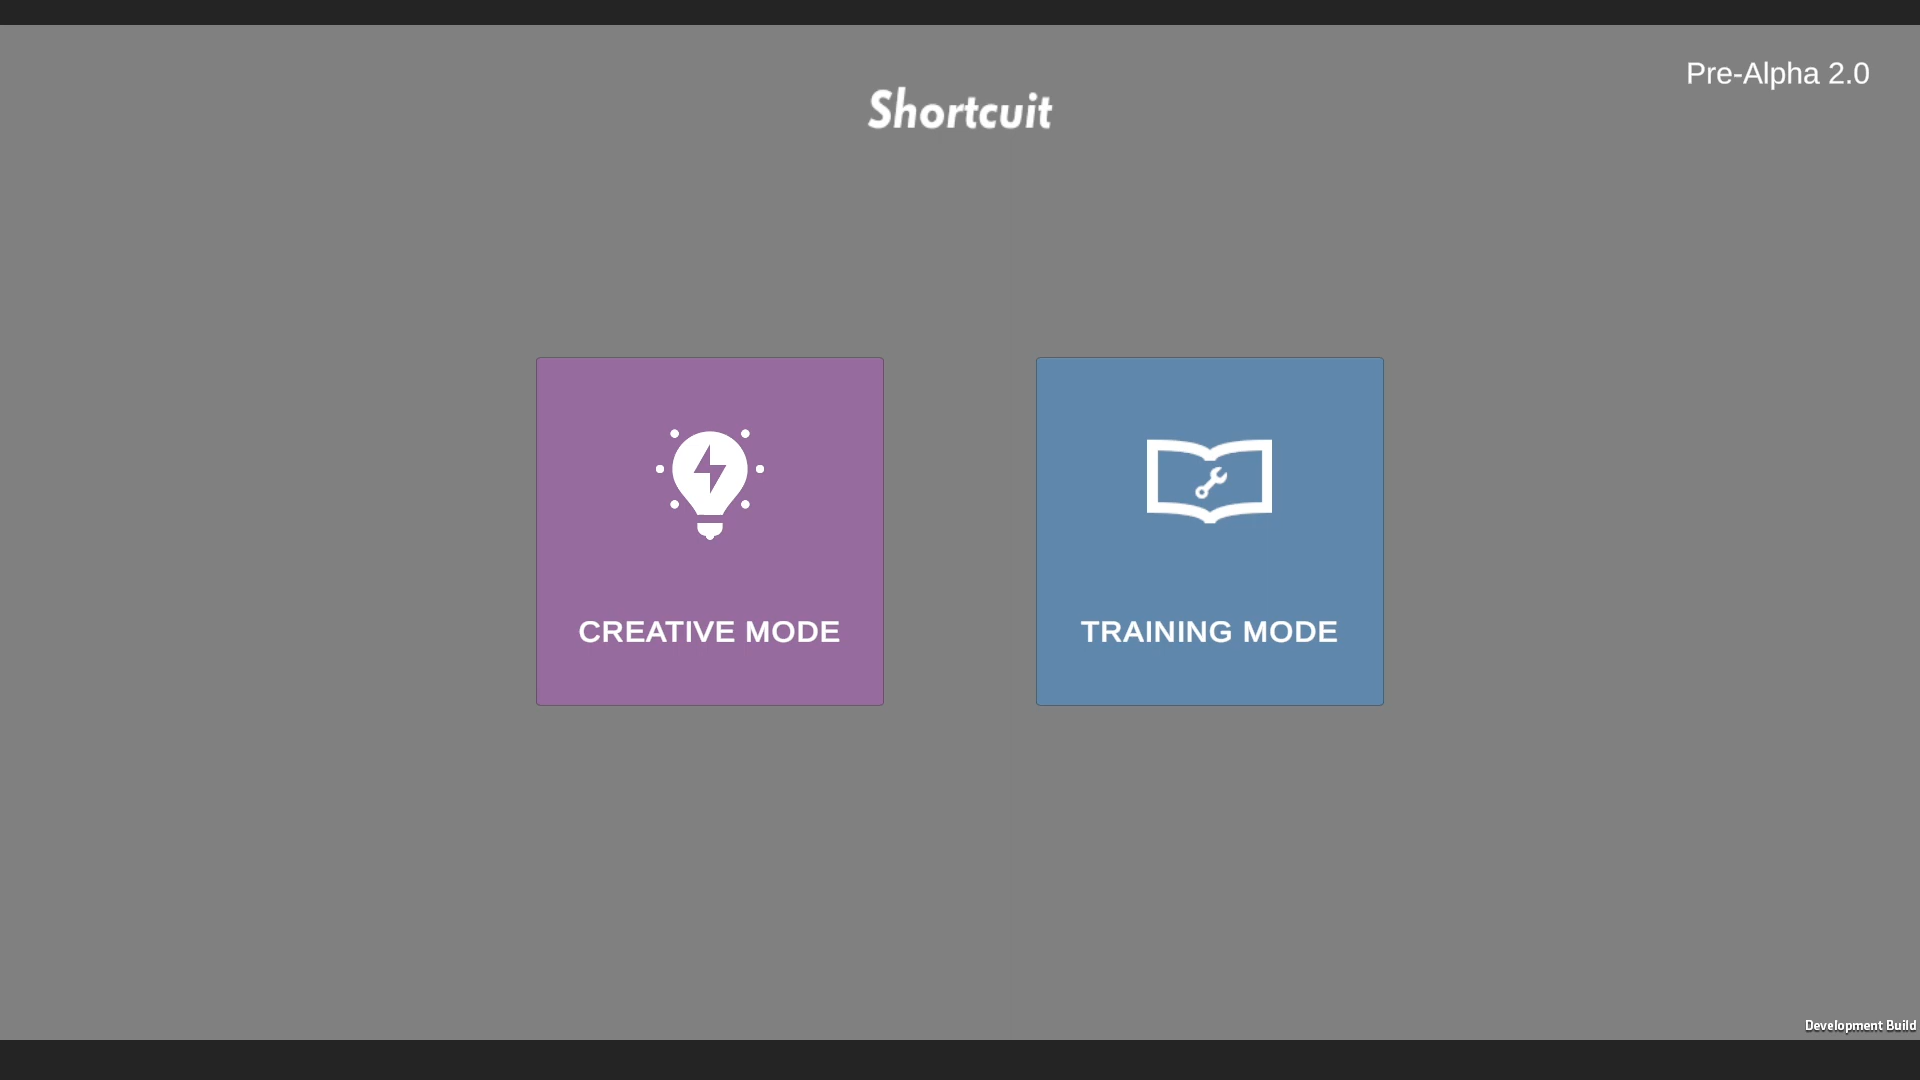 Pre-Alpha 2.0
Shortcuit
CREATIVE MODE
TRAINING MODE
Development Build